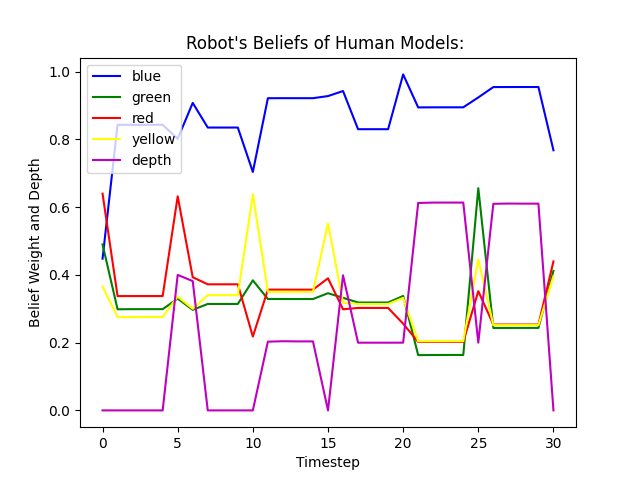 Robot's Beliefs of Human Models:
blue
green
red
yellow
depth
1.0
0.8
0.6
0.4
0.2
0.0
Belief Weight and Depth
0 5 10 15 20 25 30
Timestep